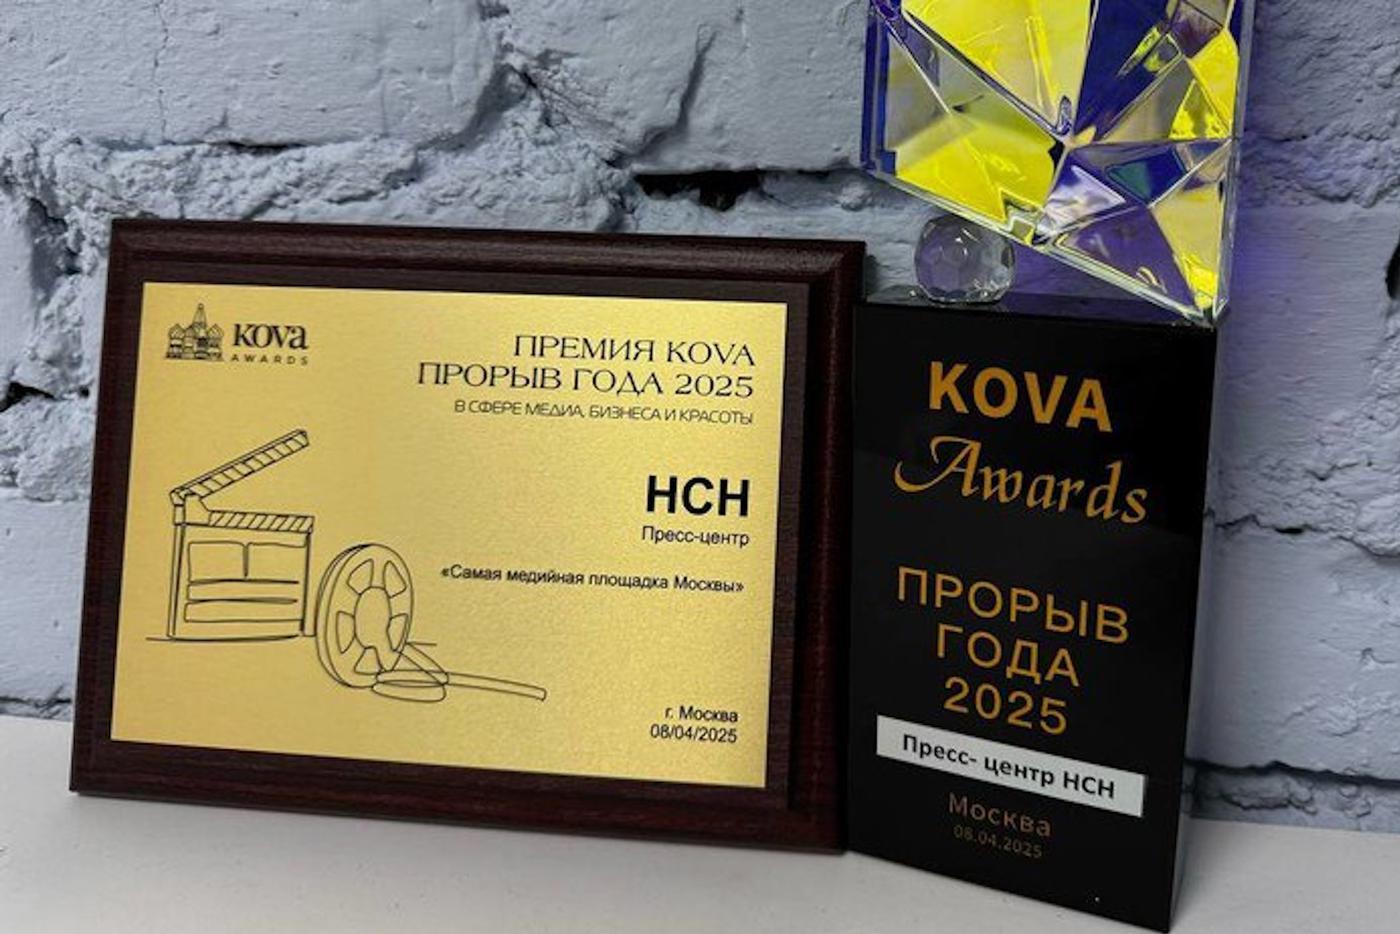 KOVA
AWARDS
ПРЕМИЯ KOVA
ПРОРЫВ ГОДА 2025
В СФЕРЕ МЕДИА, БИЗНЕСА И КРАСОТЫ
НСН
Пресс-центр
«Самая медийная площадка Москвы»
г. Москва
08/04/2025
KOVA
Awards
ПРОРЫВ
ГОДА
2025
Пресс- центр НСН
Москва
08.04.2025